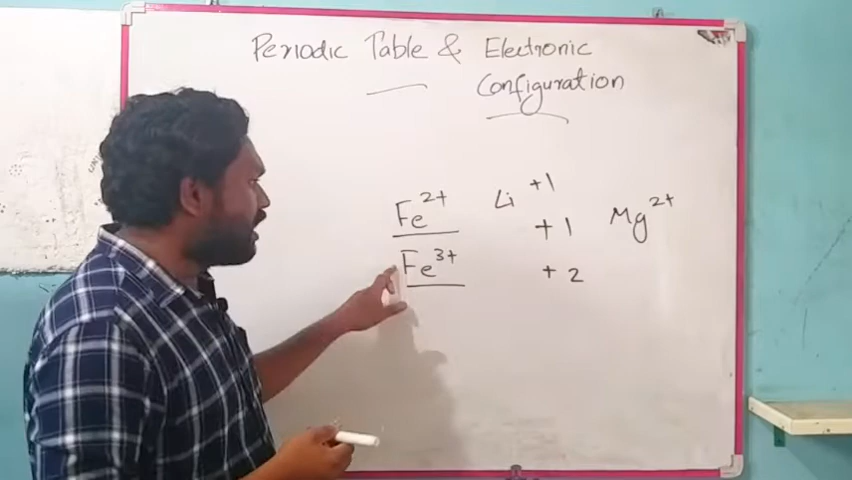 Periodic Table & Electronic
Configuration
Fe²⁺ Li⁺¹
+1 Mg²⁺
Fe³⁺ +2